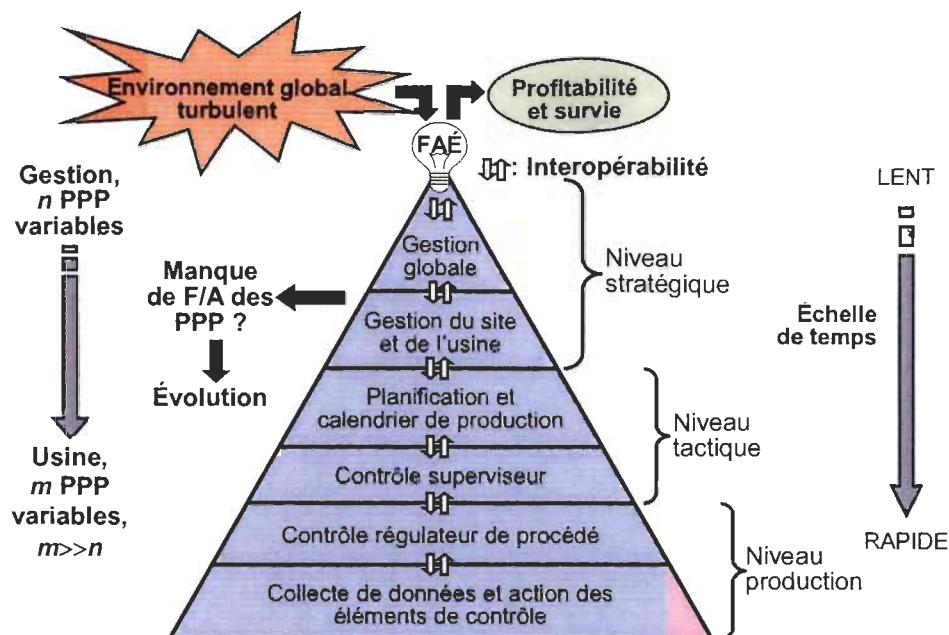 Environnement global
turbulent
Profitabilité
et survie
FAÉ
: Interopérabilité
Gestion,
n PPP
variables
LENT
Gestion
globale
Niveau
stratégique
Manque
de F/A des
PPP ?
Gestion du site
et de l'usine
Échelle
de temps
Évolution
Planification et
calendrier de production
Niveau
tactique
Usine,
m PPP
variables,
m>>n
Contrôle superviseur
Contrôle régulateur de procédé
RAPIDE
Niveau
production
Collecte de données et action des
éléments de contrôle